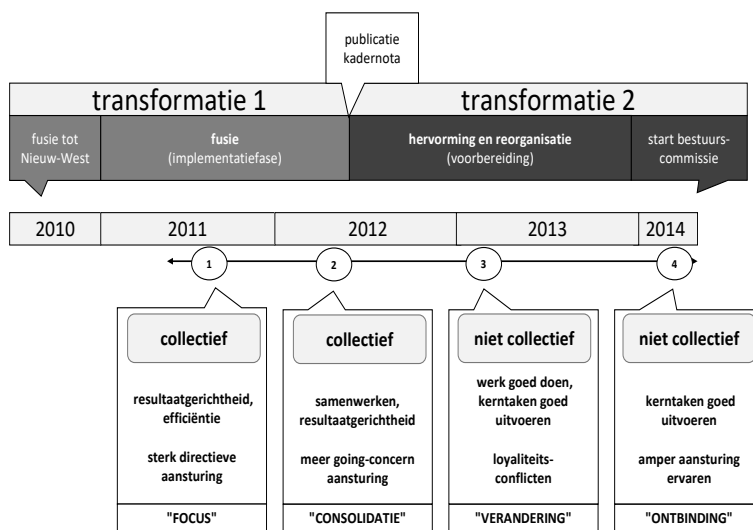 publicatie
kadernota
transformatie 1
transformatie 2
fusie tot
Nieuw-West
fusie
(implementatiefase)
hervorming en reorganisatie
(voorbereiding)
start bestuurs-
commissie
2010
2011
2012
2013
2014
1
2
3
4
collectief
resultaatgerichtheid,
efficiëntie
sterk directieve
aansturing
"FOCUS"
collectief
samenwerken,
resultaatgerichtheid
meer going-concern
aansturing
"CONSOLIDATIE"
niet collectief
werk goed doen,
kerntaken goed
uitvoeren
loyaliteits-
conflicten
"VERANDERING"
niet collectief
kerntaken goed
uitvoeren
amper aansturing
ervaren
"ONTBINDING"